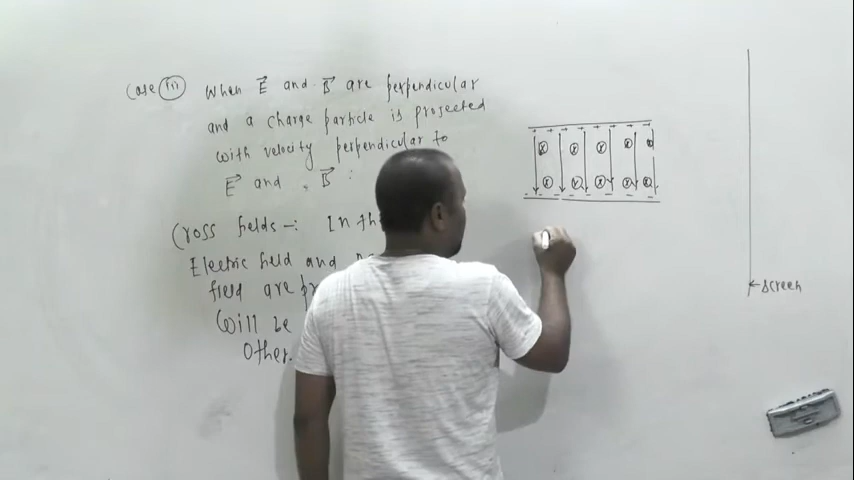 Case (iii) When E⃗ and B⃗ are perpendicular
and a charge particle is projected
with velocity perpendicular to
E⃗ and B⃗ :
Cross fields -: In th
Electric field and
field are
Will be
Other.
+ + + + + + + +
x x x x x
x x x x x
- - - - - - - -
← Screen